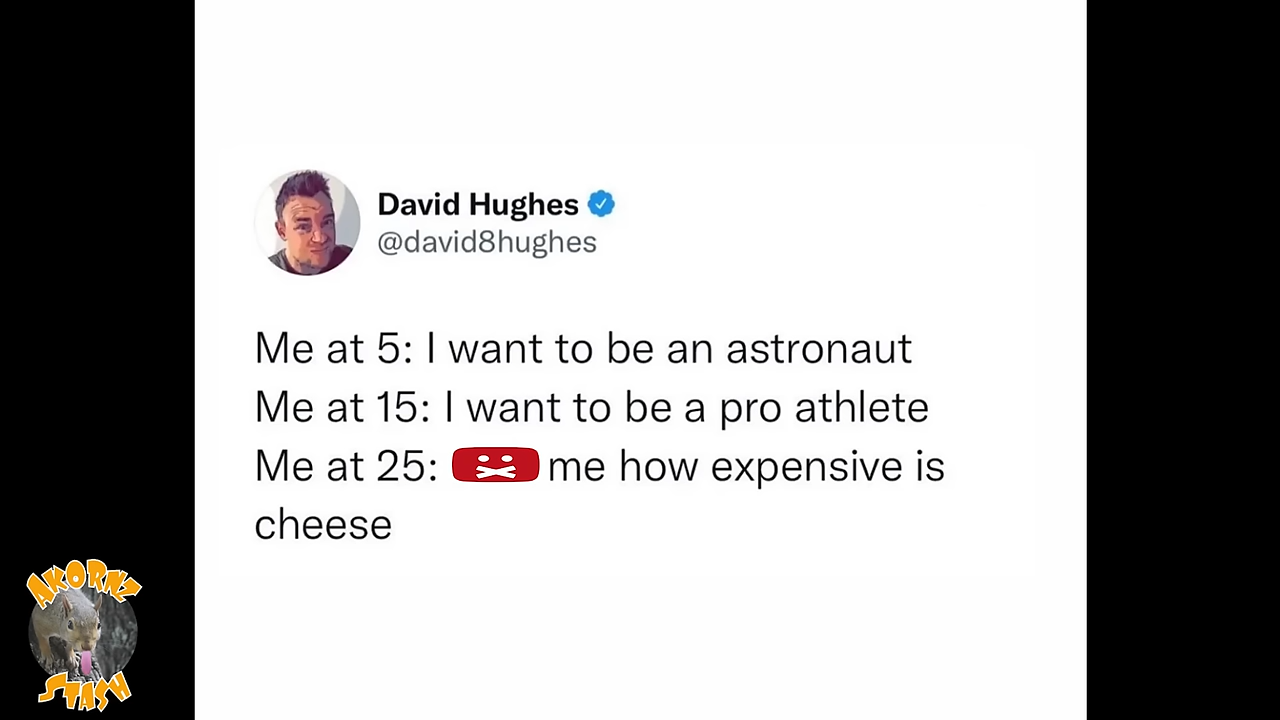 David Hughes
@david8hughes
Me at 5: I want to be an astronaut
Me at 15: I want to be a pro athlete
Me at 25: me how expensive is
cheese
AKORNZ
STASH